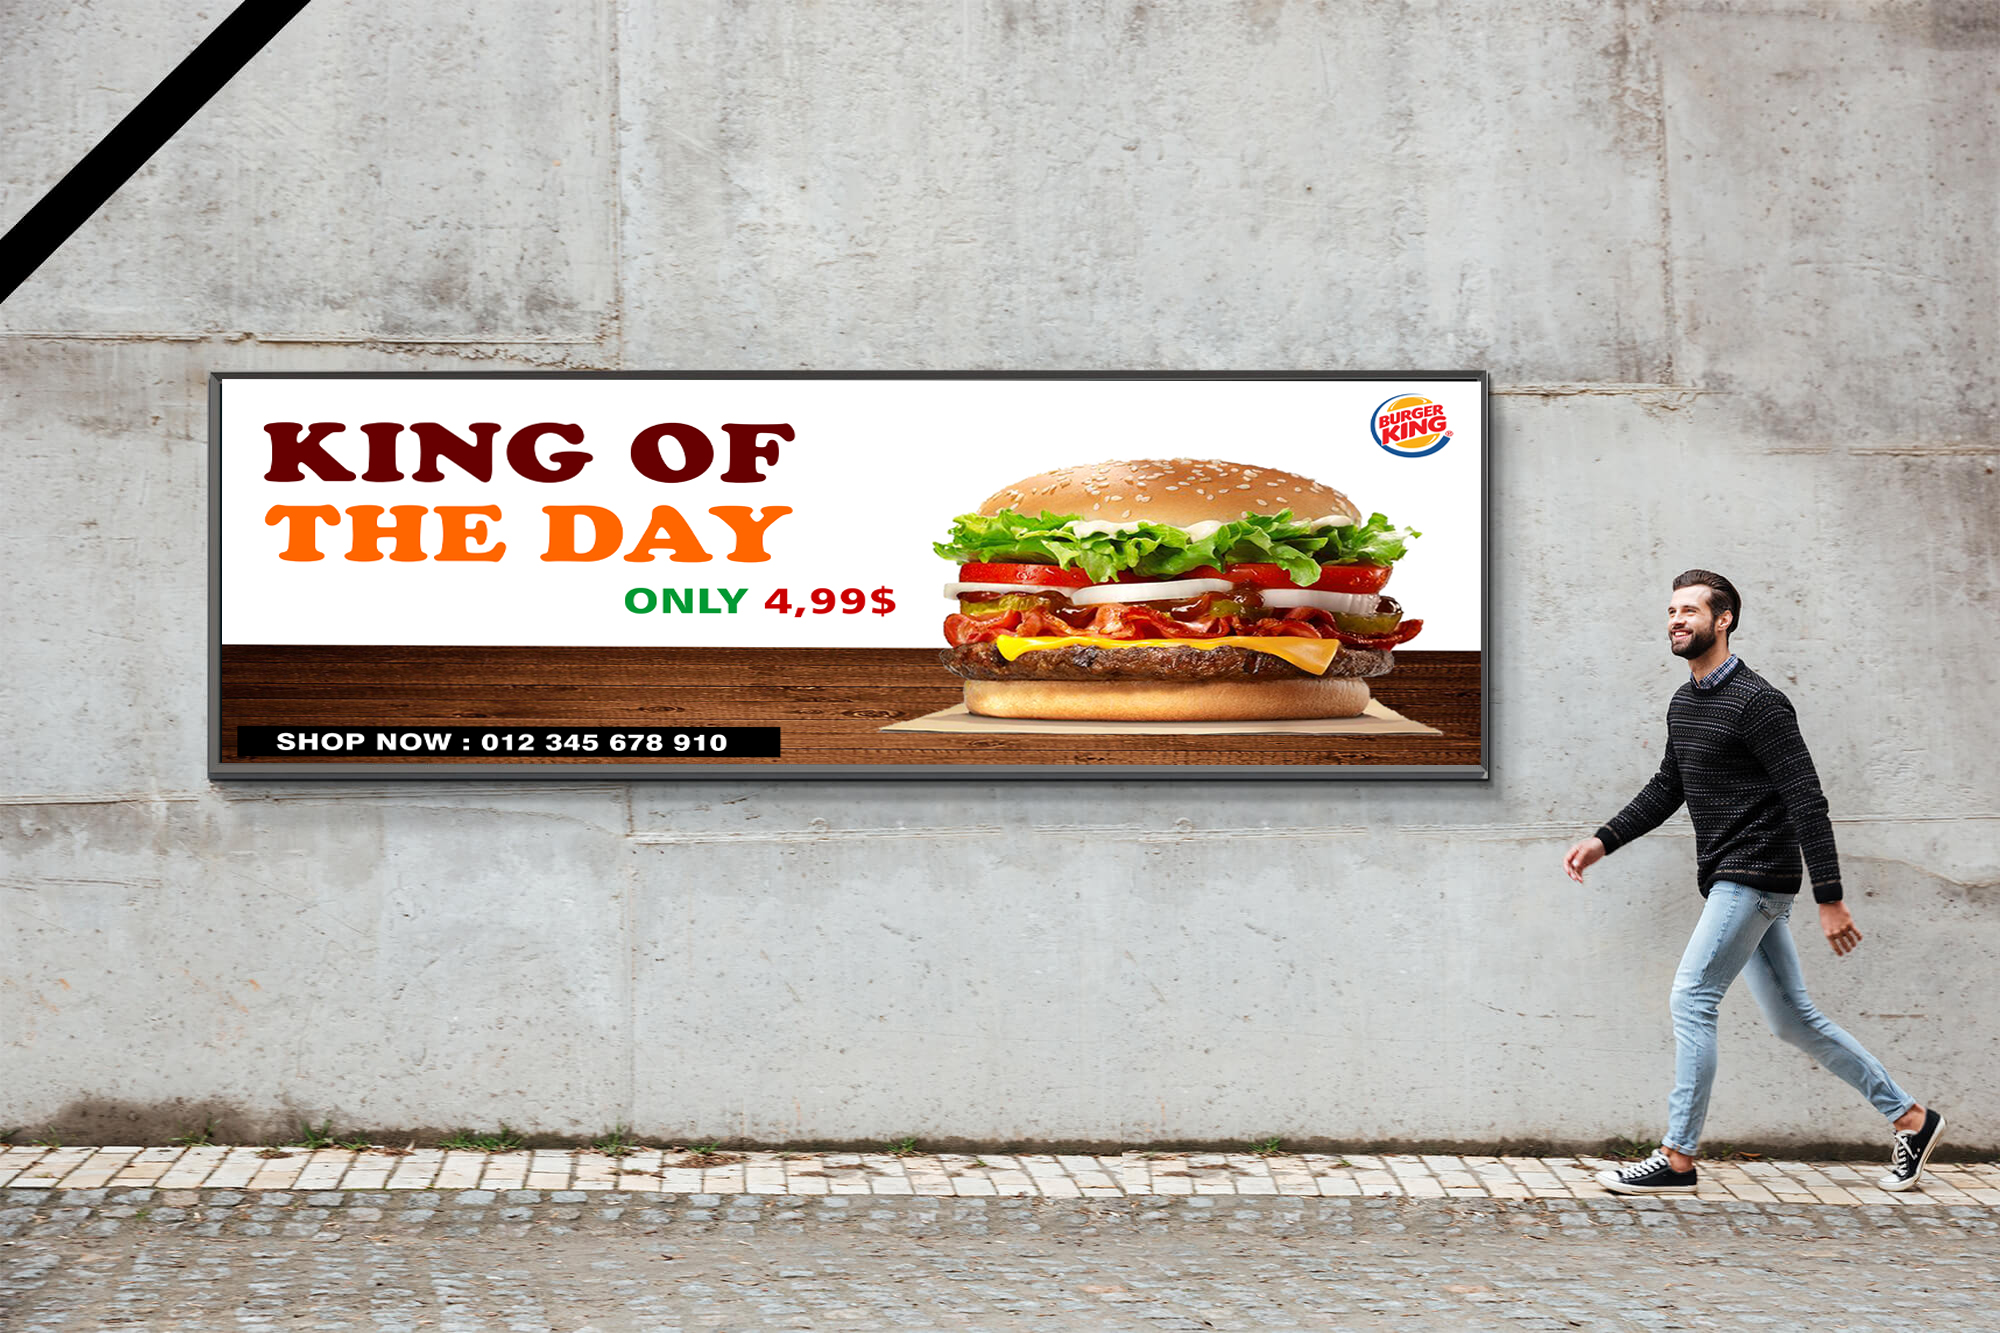 KING OF
THE DAY
ONLY 4,99$
SHOP NOW : 012 345 678 910
BURGER
KING®